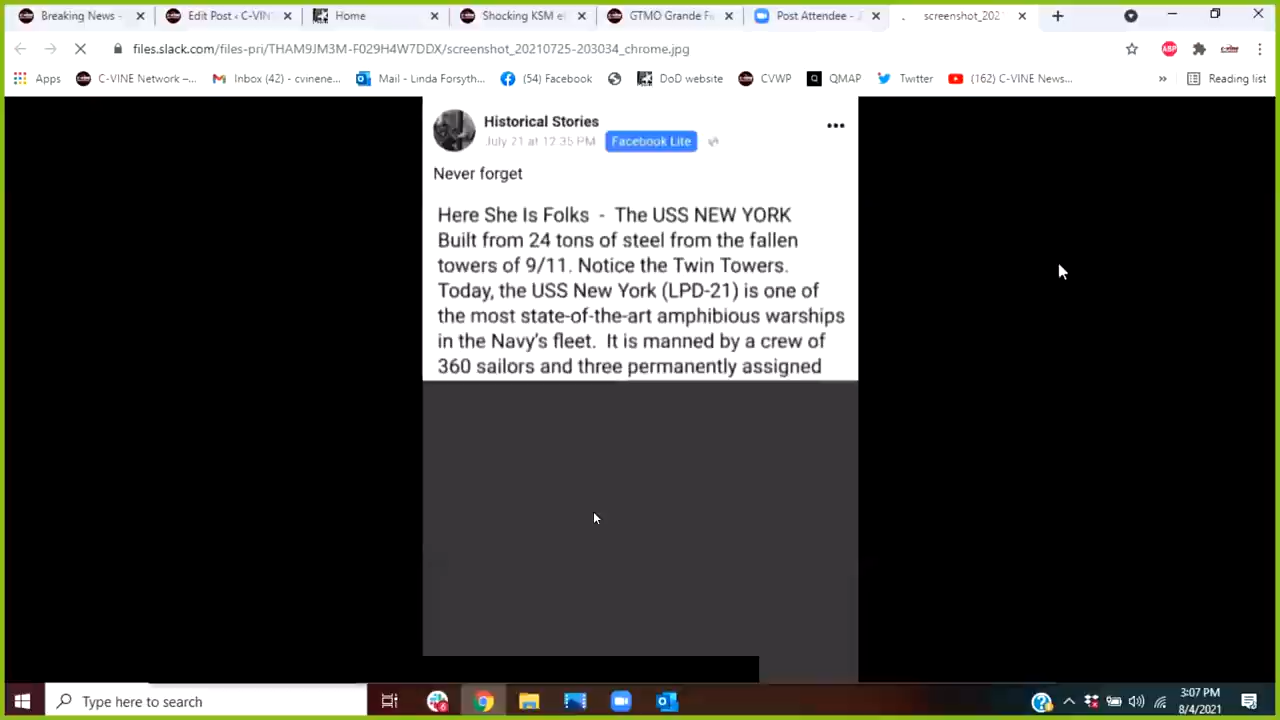 Breaking News -
Edit Post ‹ C-VIN
Home
Shocking KSM e
GTMO Grande F
Post Attendee -
screenshot_202
files.slack.com/files-pri/THAM9JM3M-F029H4W7DDX/screenshot_20210725-203034_chrome.jpg
ABP
Apps
C-VINE Network –...
Inbox (42) - cvinene...
Mail - Linda Forsyth...
(54) Facebook
DoD website
CVWP
Q
QMAP
Twitter
(162) C-VINE News...
»
Reading list
Historical Stories
July 21 at 12:35 PM
Facebook Lite
Never forget
Here She Is Folks - The USS NEW YORK
Built from 24 tons of steel from the fallen
towers of 9/11. Notice the Twin Towers.
Today, the USS New York (LPD-21) is one of
the most state-of-the-art amphibious warships
in the Navy's fleet. It is manned by a crew of
360 sailors and three permanently assigned
Type here to search
3:07 PM
8/4/2021